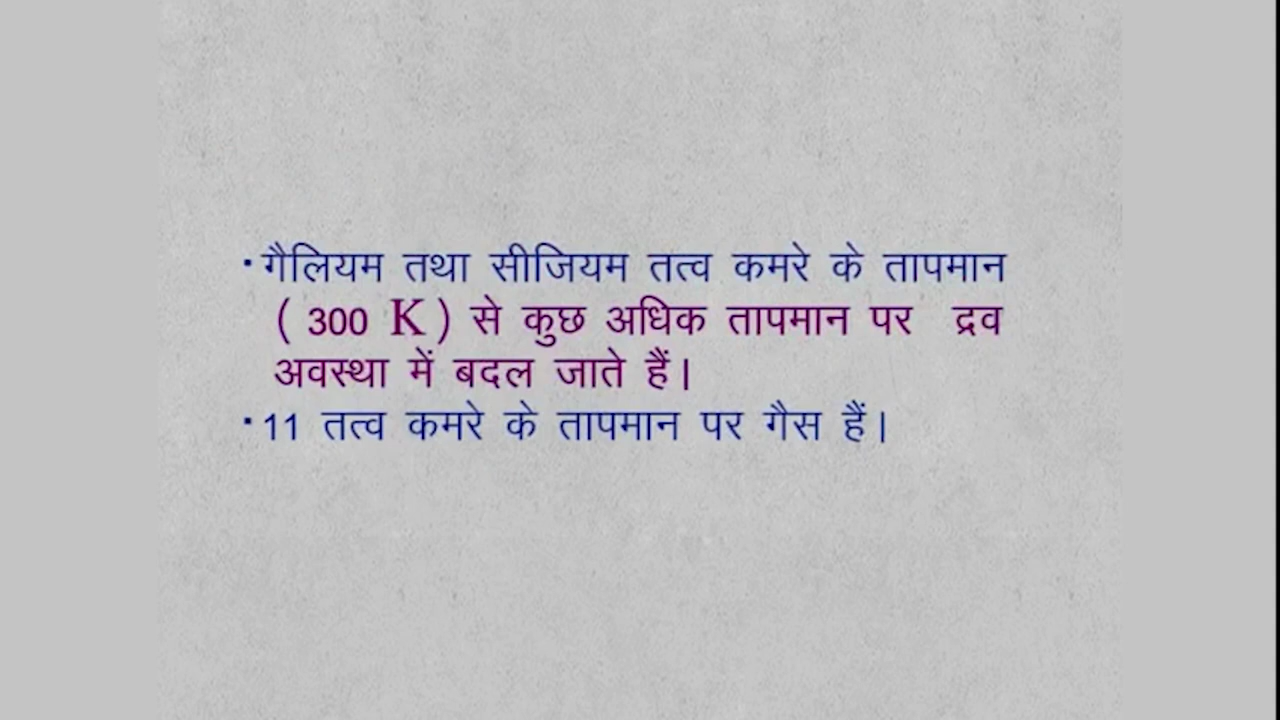 ·गैलियम तथा सीजियम तत्व कमरे के तापमान
( 300 K ) से कुछ अधिक तापमान पर द्रव
अवस्था में बदल जाते हैं।
·11 तत्व कमरे के तापमान पर गैस हैं।